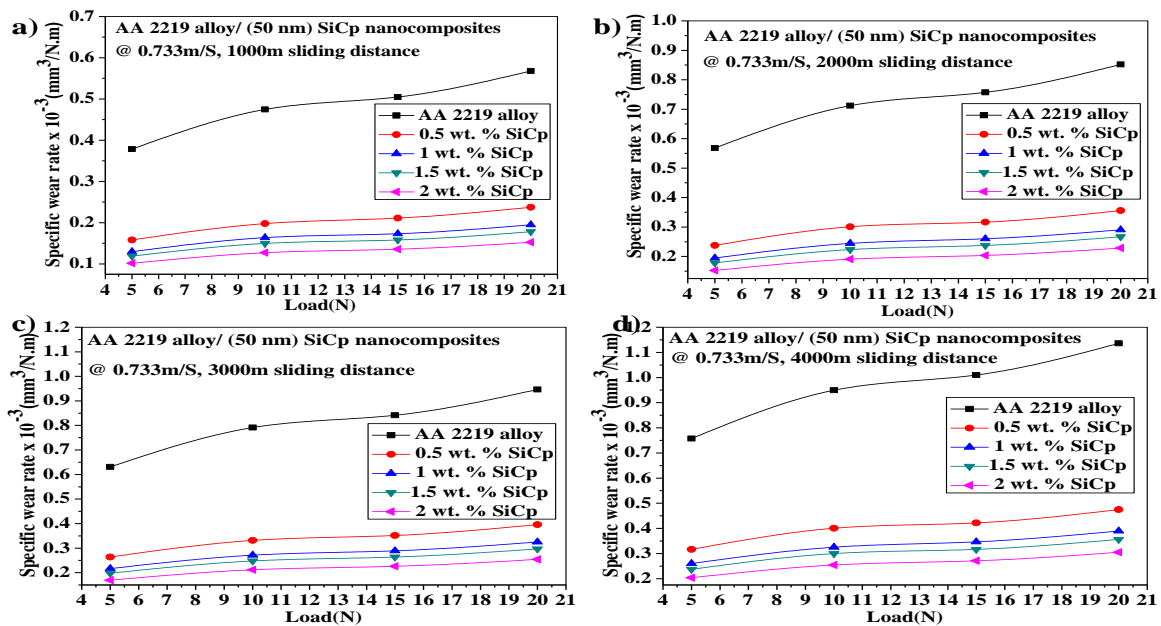 a)
AA 2219 alloy/ (50 nm) SiCp nanocomposites
@ 0.733m/S, 1000m sliding distance
Specific wear rate x 10⁻³(mm³/N.m)
0.7
0.6
0.5
0.4
0.3
0.2
0.1
AA 2219 alloy
0.5 wt. % SiCp
1 wt. % SiCp
1.5 wt. % SiCp
2 wt. % SiCp
4 5 6 7 8 9 10 11 12 13 14 15 16 17 18 19 20 21
Load(N)
b)
AA 2219 alloy/ (50 nm) SiCp nanocomposites
@ 0.733m/S, 2000m sliding distance
Specific wear rate x 10⁻³(mm³/N.m)
1.0
0.9
0.8
0.7
0.6
0.5
0.4
0.3
0.2
AA 2219 alloy
0.5 wt. % SiCp
1 wt. % SiCp
1.5 wt. % SiCp
2 wt. % SiCp
4 5 6 7 8 9 10 11 12 13 14 15 16 17 18 19 20 21
Load(N)
c)
AA 2219 alloy/ (50 nm) SiCp nanocomposites
@ 0.733m/S, 3000m sliding distance
Specific wear rate x 10⁻³(mm³/N.m)
1.2
1.1
1.0
0.9
0.8
0.7
0.6
0.5
0.4
0.3
0.2
AA 2219 alloy
0.5 wt. % SiCp
1 wt. % SiCp
1.5 wt. % SiCp
2 wt. % SiCp
4 5 6 7 8 9 10 11 12 13 14 15 16 17 18 19 20 21
Load(N)
d)
AA 2219 alloy/ (50 nm) SiCp nanocomposites
@ 0.733m/S, 4000m sliding distance
Specific wear rate x 10⁻³(mm³/N.m)
1.2
1.1
1.0
0.9
0.8
0.7
0.6
0.5
0.4
0.3
0.2
AA 2219 alloy
0.5 wt. % SiCp
1 wt. % SiCp
1.5 wt. % SiCp
2 wt. % SiCp
4 5 6 7 8 9 10 11 12 13 14 15 16 17 18 19 20 21
Load(N)